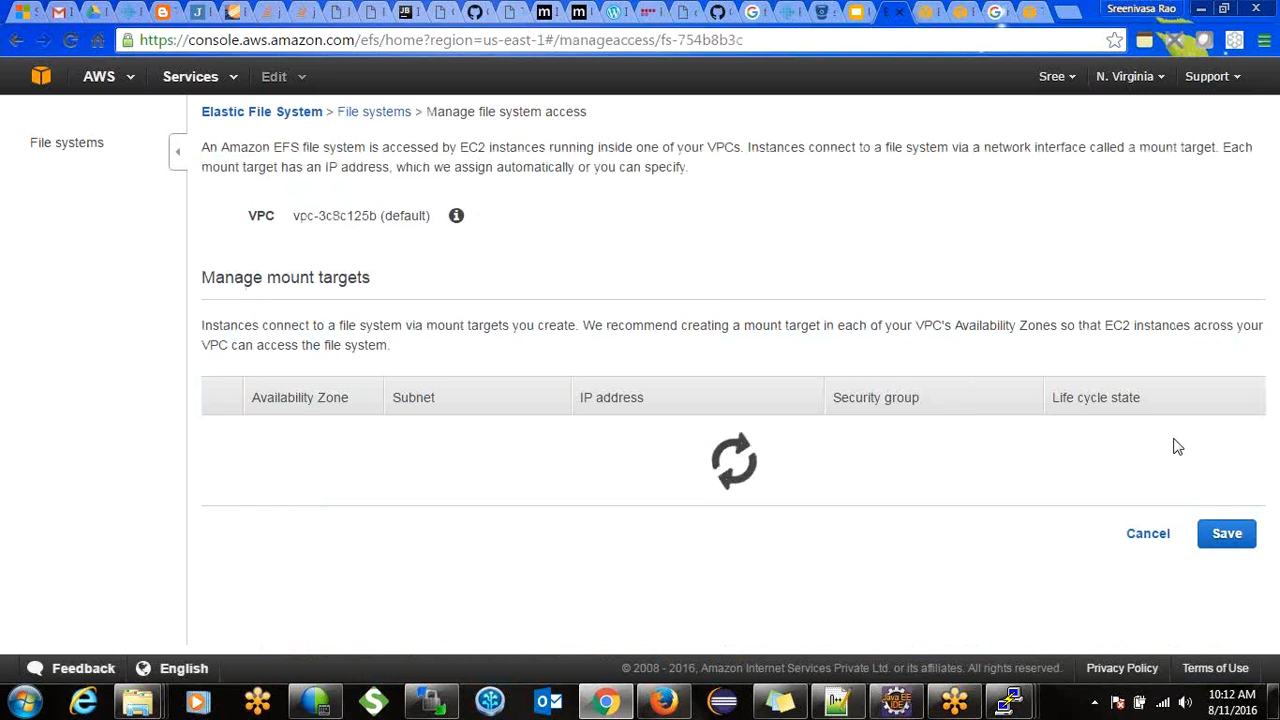 Sreenivasa Rao
https://console.aws.amazon.com/efs/home?region=us-east-1#/manageaccess/fs-754b8b3c
AWS Services Edit Sree N. Virginia Support
Elastic File System > File systems > Manage file system access
File systems
An Amazon EFS file system is accessed by EC2 instances running inside one of your VPCs. Instances connect to a file system via a network interface called a mount target. Each
mount target has an IP address, which we assign automatically or you can specify.
VPC vpc-3c8c125b (default)
Manage mount targets
Instances connect to a file system via mount targets you create. We recommend creating a mount target in each of your VPC's Availability Zones so that EC2 instances across your
VPC can access the file system.
Availability Zone Subnet IP address Security group Life cycle state
Cancel Save
Feedback English © 2008 - 2016, Amazon Internet Services Private Ltd. or its affiliates. All rights reserved. Privacy Policy Terms of Use
10:12 AM
8/11/2016